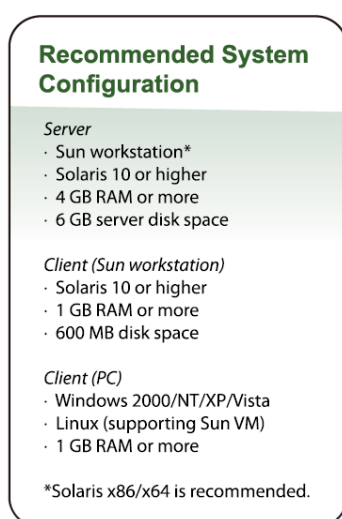 Recommended System
Configuration
Server
· Sun workstation*
· Solaris 10 or higher
· 4 GB RAM or more
· 6 GB server disk space
Client (Sun workstation)
· Solaris 10 or higher
· 1 GB RAM or more
· 600 MB disk space
Client (PC)
· Windows 2000/NT/XP/Vista
· Linux (supporting Sun VM)
· 1 GB RAM or more
*Solaris x86/x64 is recommended.